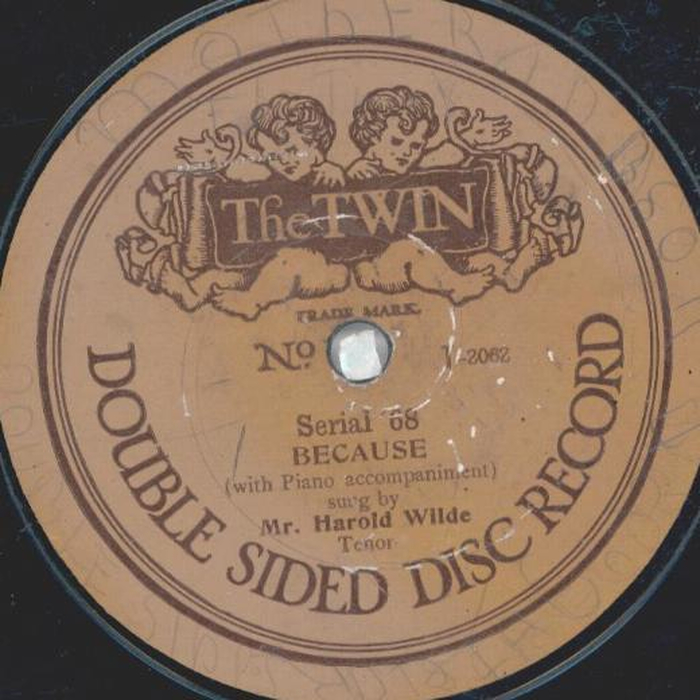 The TWIN
TRADE MARK.
No
-2062
Serial 68
BECAUSE
(with Piano accompaniment)
sung by
Mr. Harold Wilde
Tenor
DOUBLE SIDED DISC RECORD